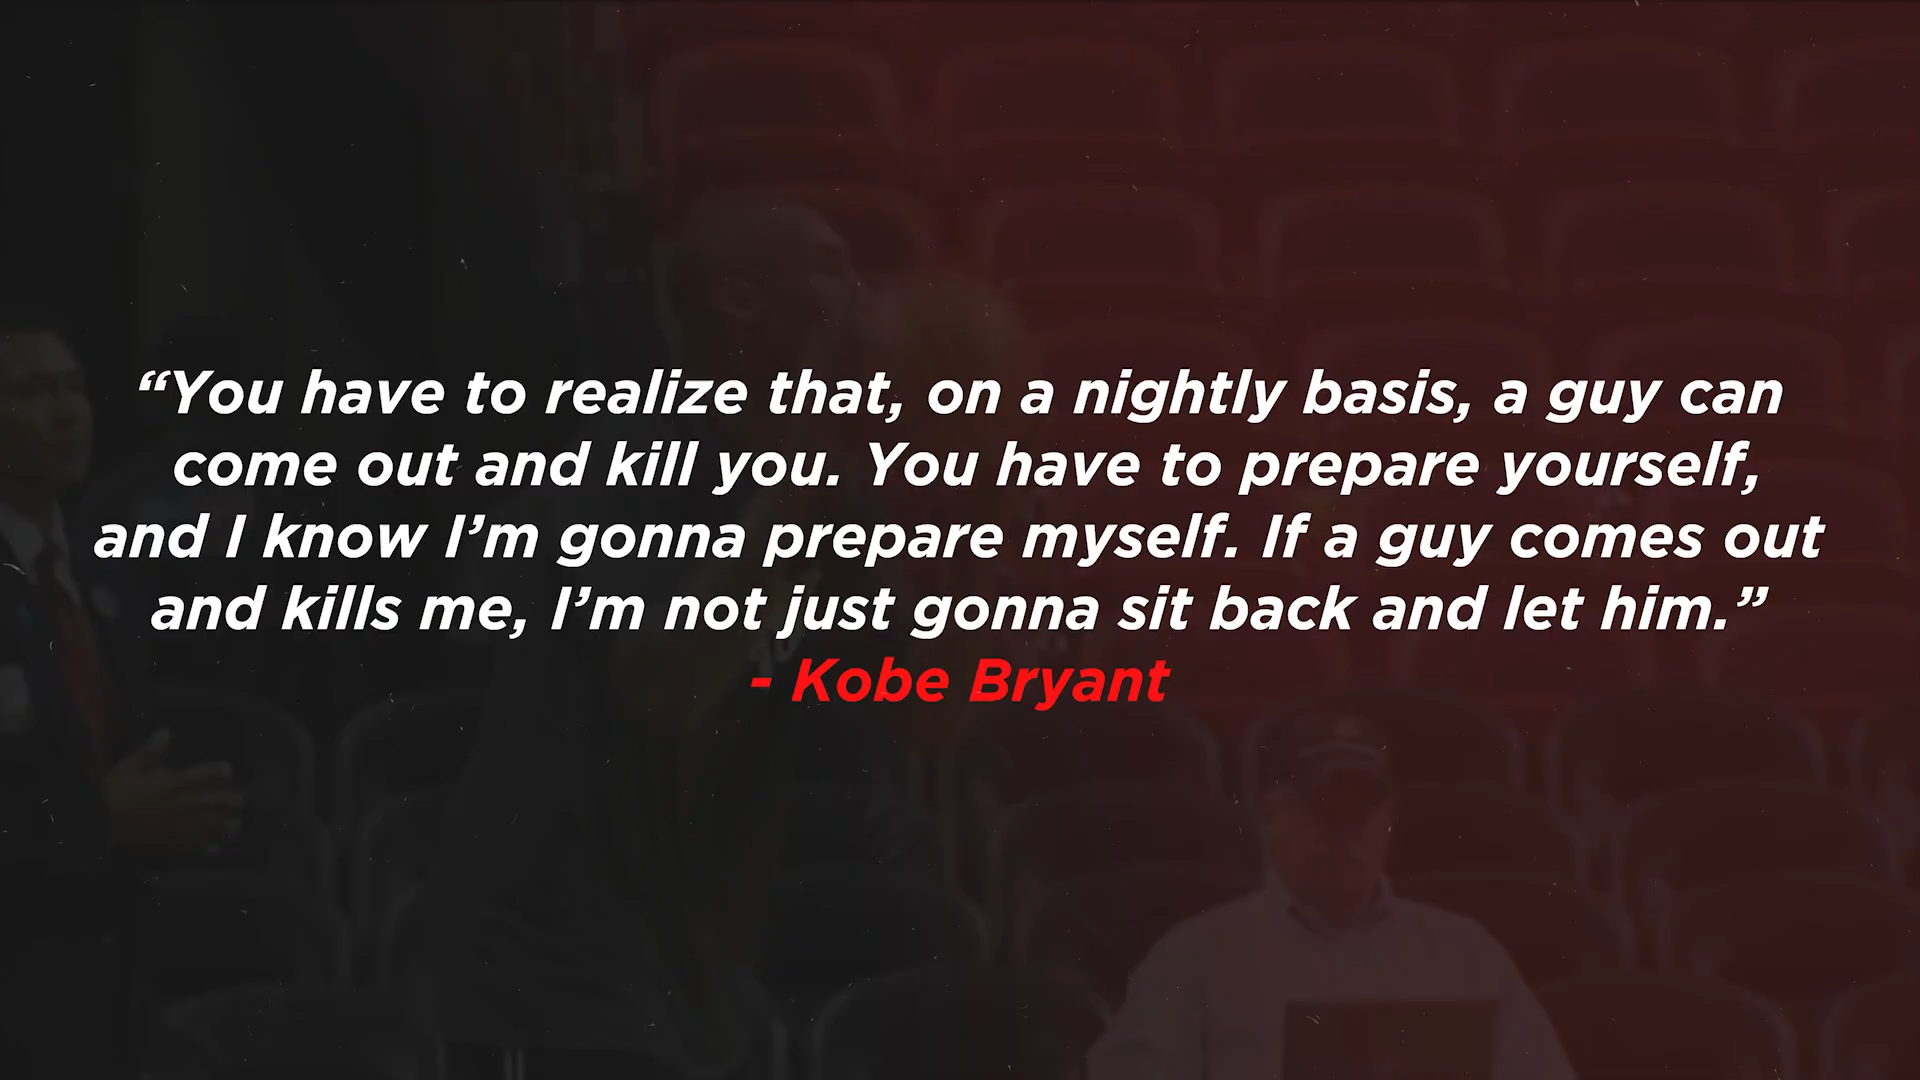 “You have to realize that, on a nightly basis, a guy can
come out and kill you. You have to prepare yourself,
and I know I’m gonna prepare myself. If a guy comes out
and kills me, I’m not just gonna sit back and let him.”
- Kobe Bryant